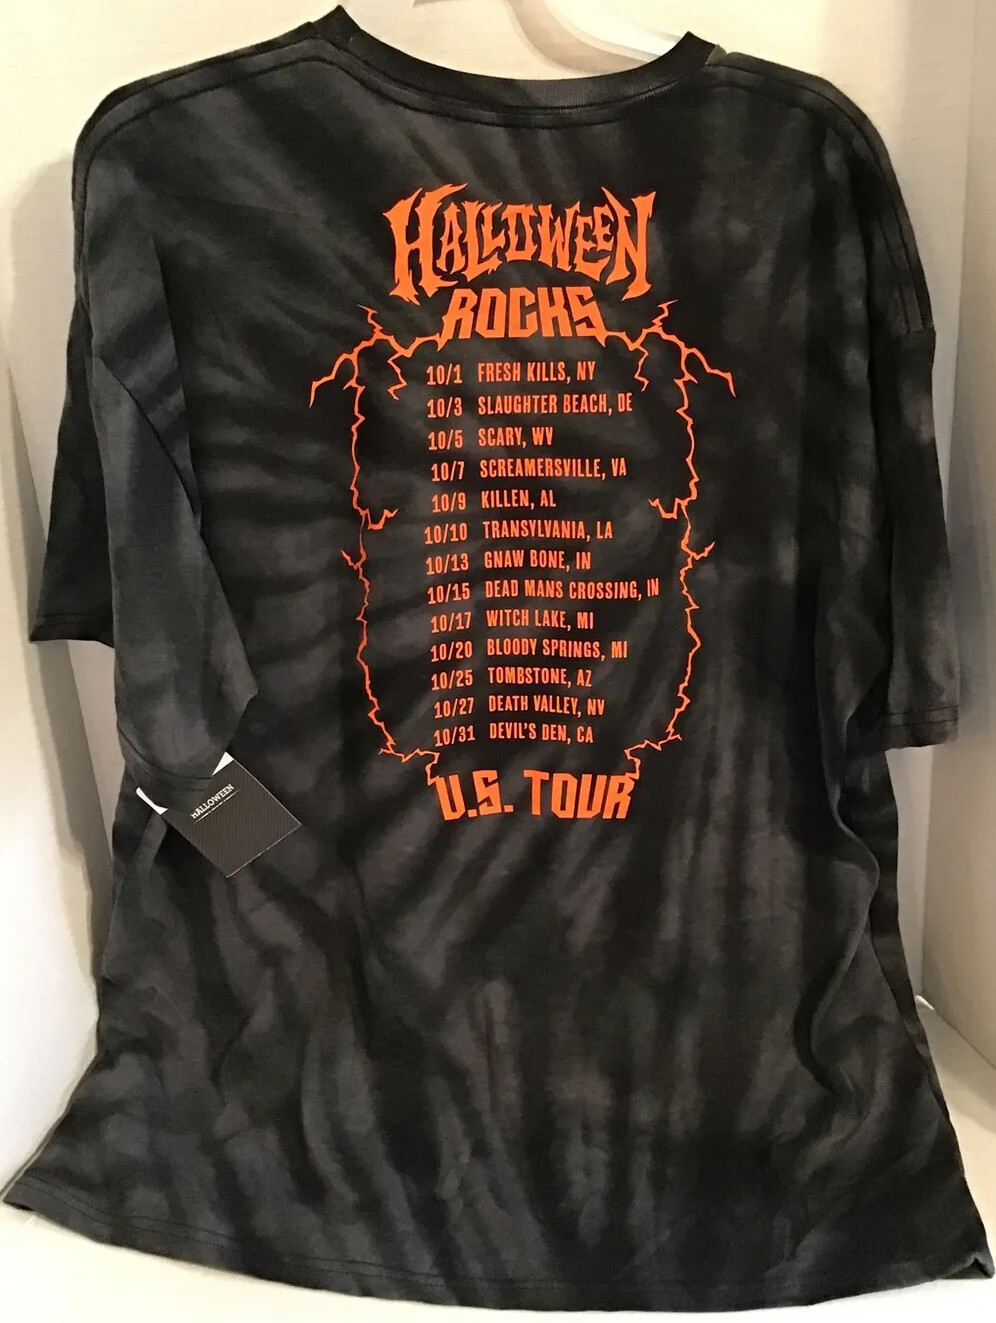 HALLOWEEN
ROCKS
10/1 FRESH KILLS, NY
10/3 SLAUGHTER BEACH, DE
10/5 SCARY, WV
10/7 SCREAMERSVILLE, VA
10/9 KILLEN, AL
10/10 TRANSYLVANIA, LA
10/13 GNAW BONE, IN
10/15 DEAD MANS CROSSING, IN
10/17 WITCH LAKE, MI
10/20 BLOODY SPRINGS, MI
10/25 TOMBSTONE, AZ
10/27 DEATH VALLEY, NV
10/31 DEVIL'S DEN, CA
U.S. TOUR
HALLOWEEN